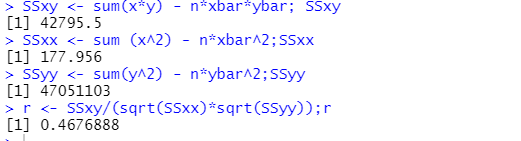 > SSxy <- sum(x*y) - n*xbar*ybar; SSxy
[1] 42795.5
> SSxx <- sum (x^2) - n*xbar^2;SSxx
[1] 177.956
> SSyy <- sum(y^2) - n*ybar^2;SSyy
[1] 47051103
> r <- SSxy/(sqrt(SSxx)*sqrt(SSyy));r
[1] 0.4676888
>